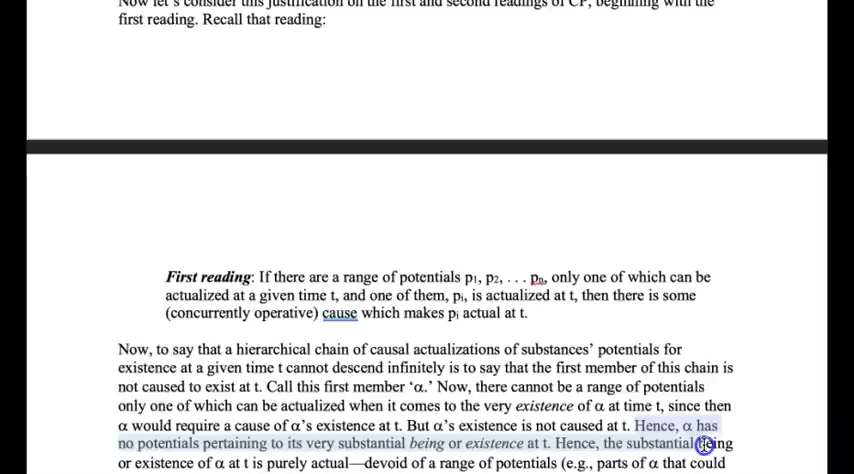 Now let's consider this justification on the first and second readings of CP, beginning with the
first reading. Recall that reading:
First reading: If there are a range of potentials p₁, p₂, . . . pₙ, only one of which can be
actualized at a given time t, and one of them, pᵢ, is actualized at t, then there is some
(concurrently operative) cause which makes pᵢ actual at t.
Now, to say that a hierarchical chain of causal actualizations of substances' potentials for
existence at a given time t cannot descend infinitely is to say that the first member of this chain is
not caused to exist at t. Call this first member 'α.' Now, there cannot be a range of potentials
only one of which can be actualized when it comes to the very existence of α at time t, since then
α would require a cause of α's existence at t. But α's existence is not caused at t. Hence, α has
no potentials pertaining to its very substantial being or existence at t. Hence, the substantial being
or existence of α at t is purely actual—devoid of a range of potentials (e.g., parts of α that could